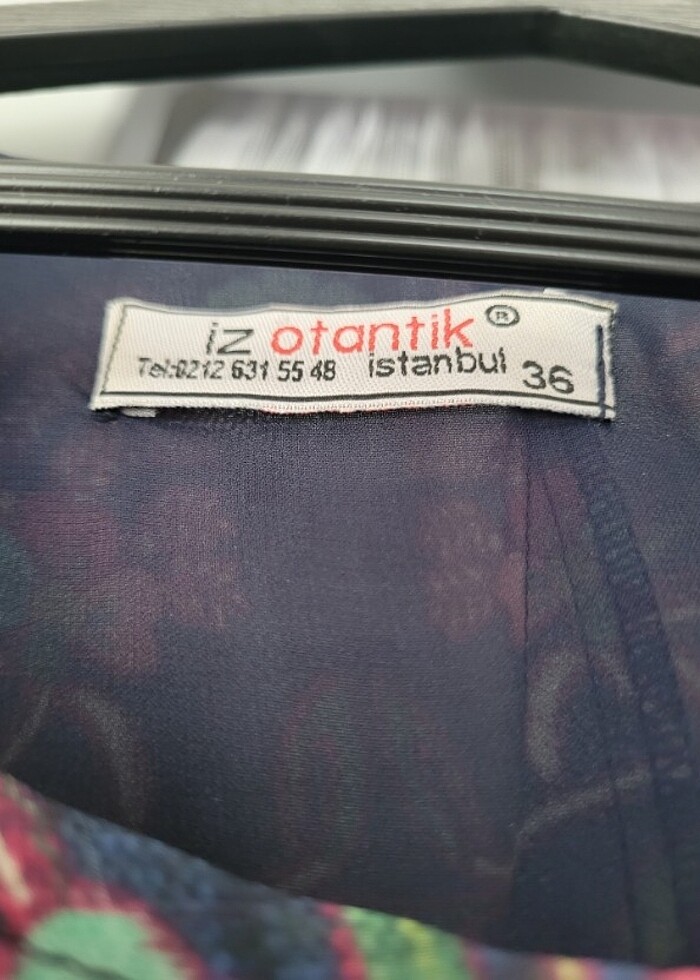 iz otantik ®
Tel:0212 631 55 48 istanbul 36